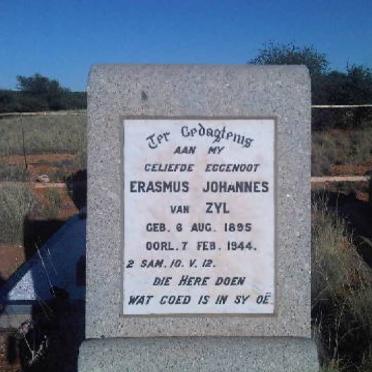 Ter Gedagtenis
AAN MY
GELIEFDE EGGENOOT
ERASMUS JOHANNES
VAN ZYL
GEB. 6 AUG. 1895
OORL. 7 FEB. 1944.
2 SAM. 10. V. 12.
DIE HERE DOEN
WAT GOED IS IN SY OË.